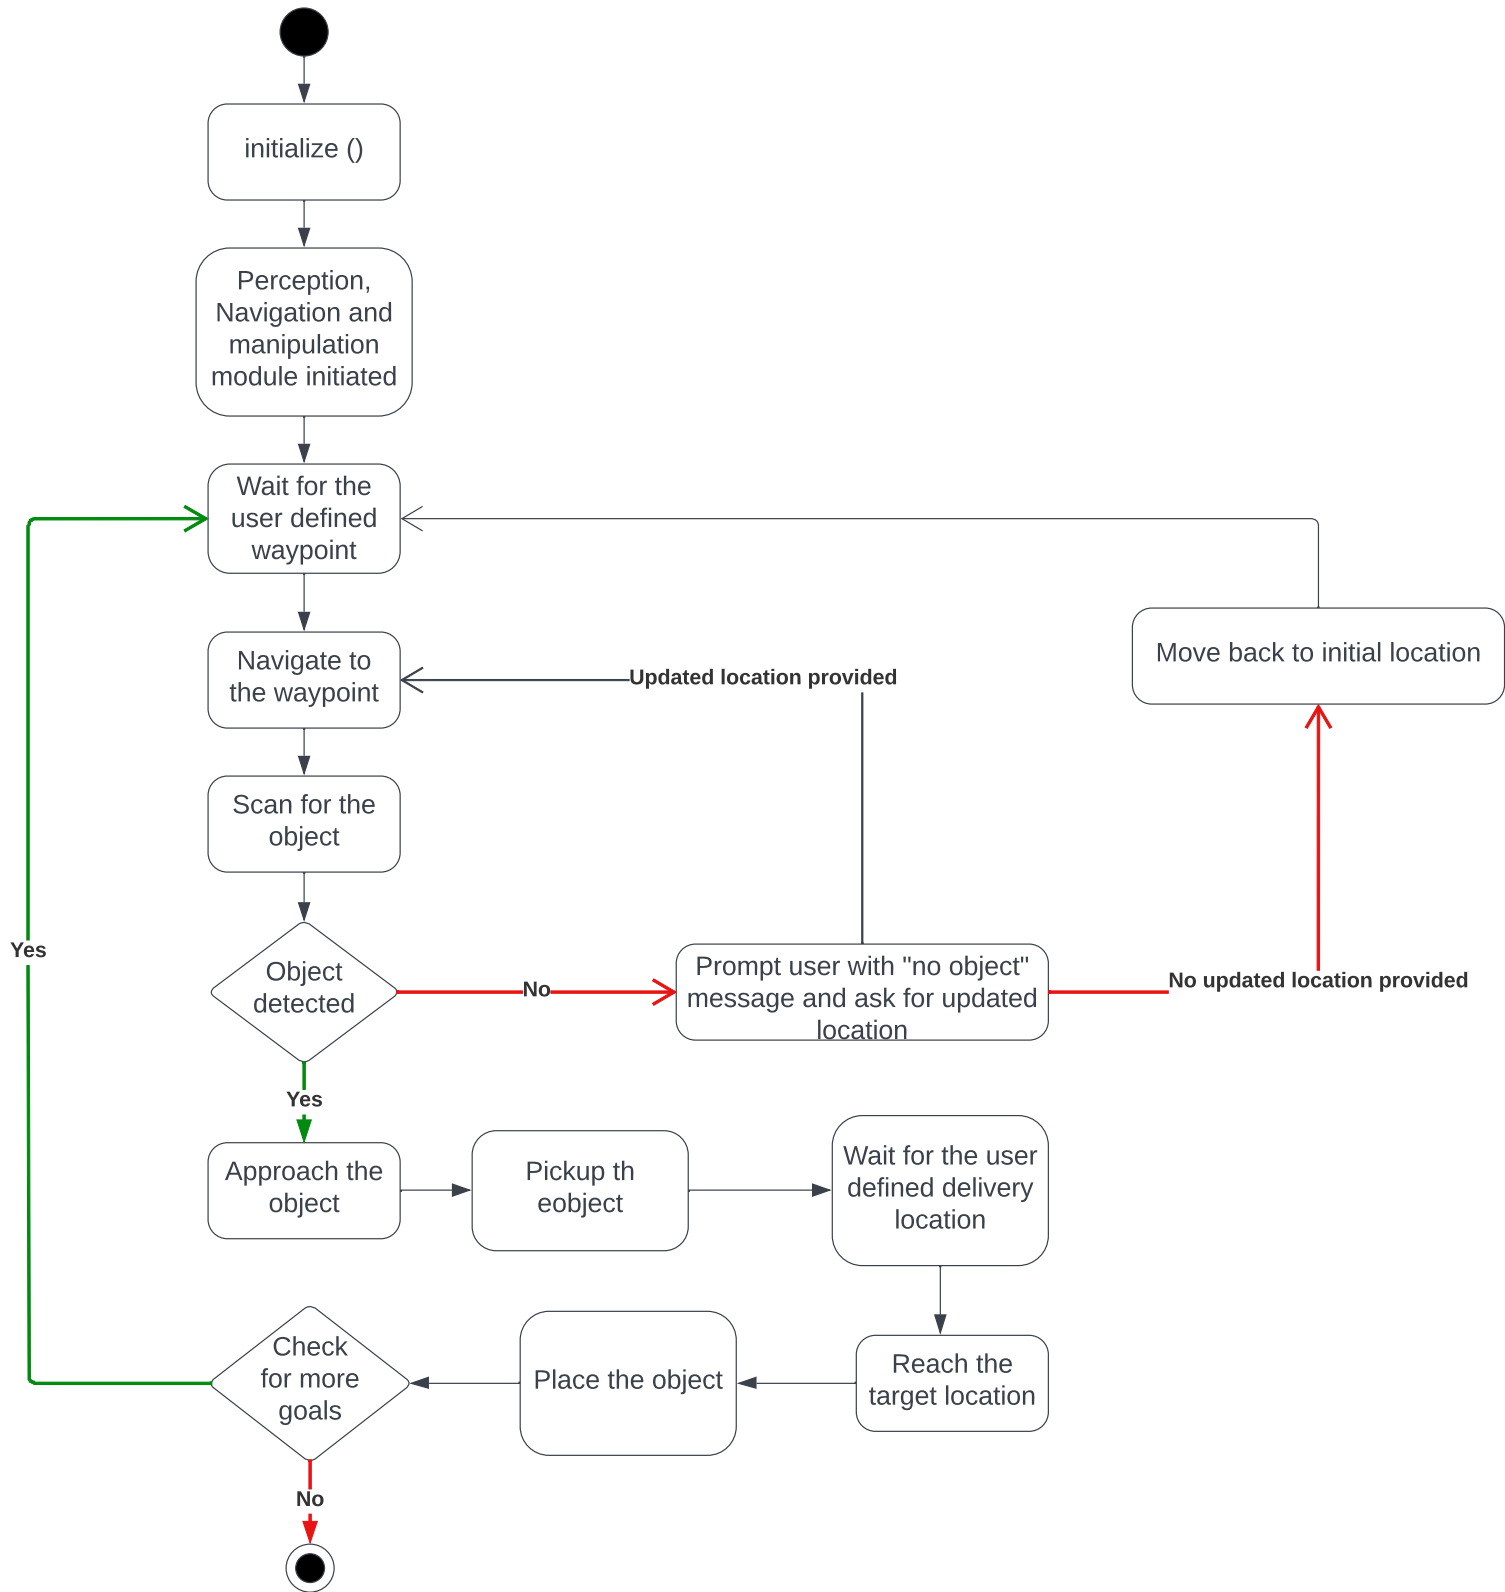 initialize ()
Perception,
Navigation and
manipulation
module initiated
Wait for the
user defined
waypoint
Navigate to
the waypoint
Updated location provided
Move back to initial location
Scan for the
object
Yes
Object
detected
No
Prompt user with "no object"
message and ask for updated
location
No updated location provided
Yes
Approach the
object
Pickup th
eobject
Wait for the user
defined delivery
location
Reach the
target location
Place the object
Check
for more
goals
No